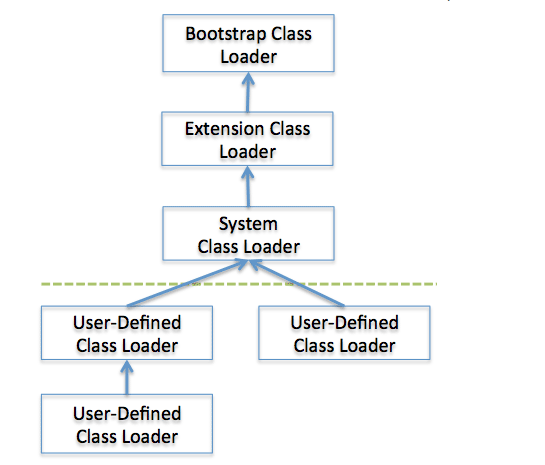 Bootstrap Class
Loader
Extension Class
Loader
System
Class Loader
User-Defined
Class Loader
User-Defined
Class Loader
User-Defined
Class Loader